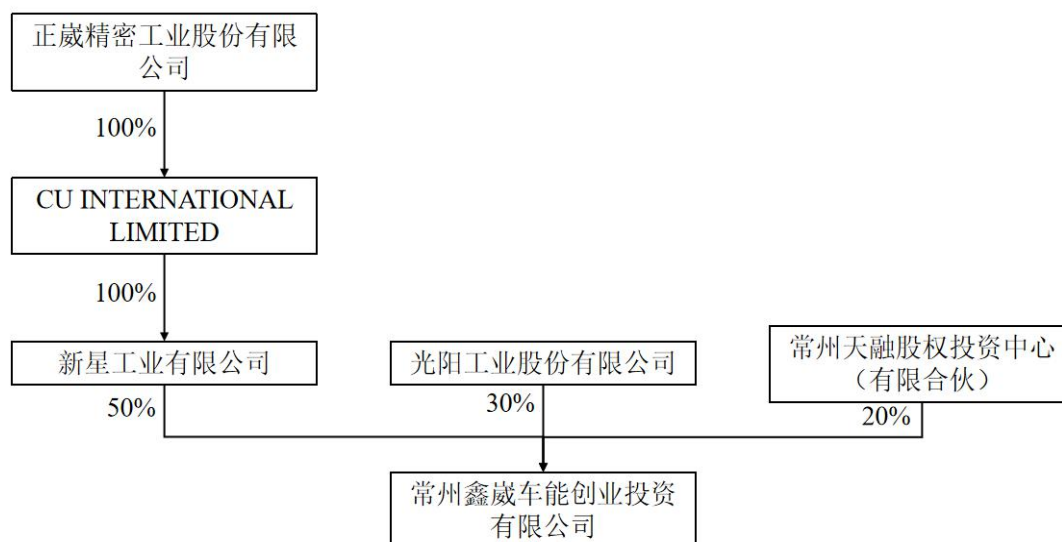 正崴精密工业股份有限
公司
100%
CU INTERNATIONAL
LIMITED
100%
新星工业有限公司
光阳工业股份有限公司
常州天融股权投资中心
（有限合伙）
50%
30%
20%
常州鑫崴车能创业投资
有限公司